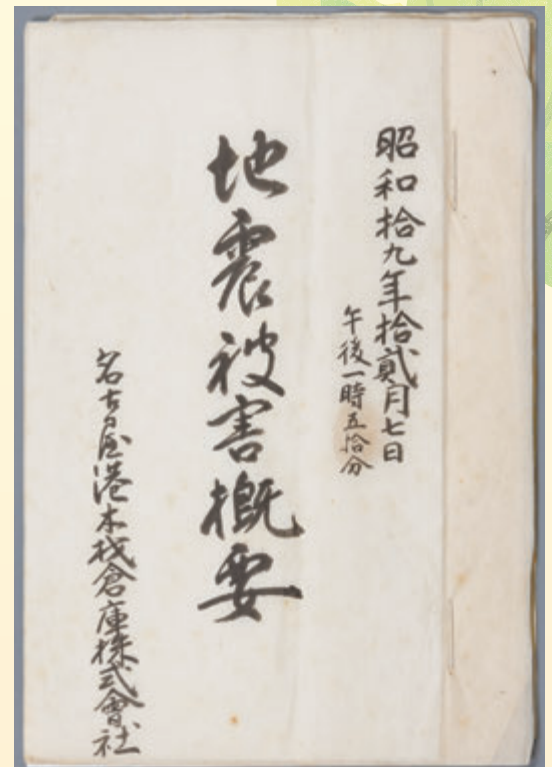 昭和拾九年拾貳月七日
午後一時五拾分
地震被害概要
名古屋港木材倉庫株式會社